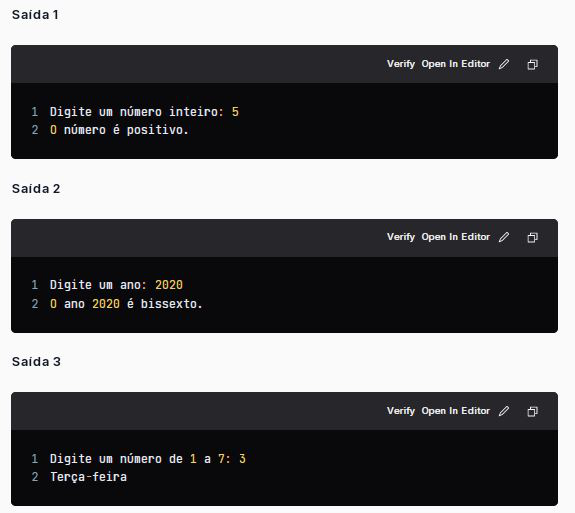 Saída 1
Verify Open In Editor
1 Digite um número inteiro: 5
2 O número é positivo.
Saída 2
Verify Open In Editor
1 Digite um ano: 2020
2 O ano 2020 é bissexto.
Saída 3
Verify Open In Editor
1 Digite um número de 1 a 7: 3
2 Terça-feira